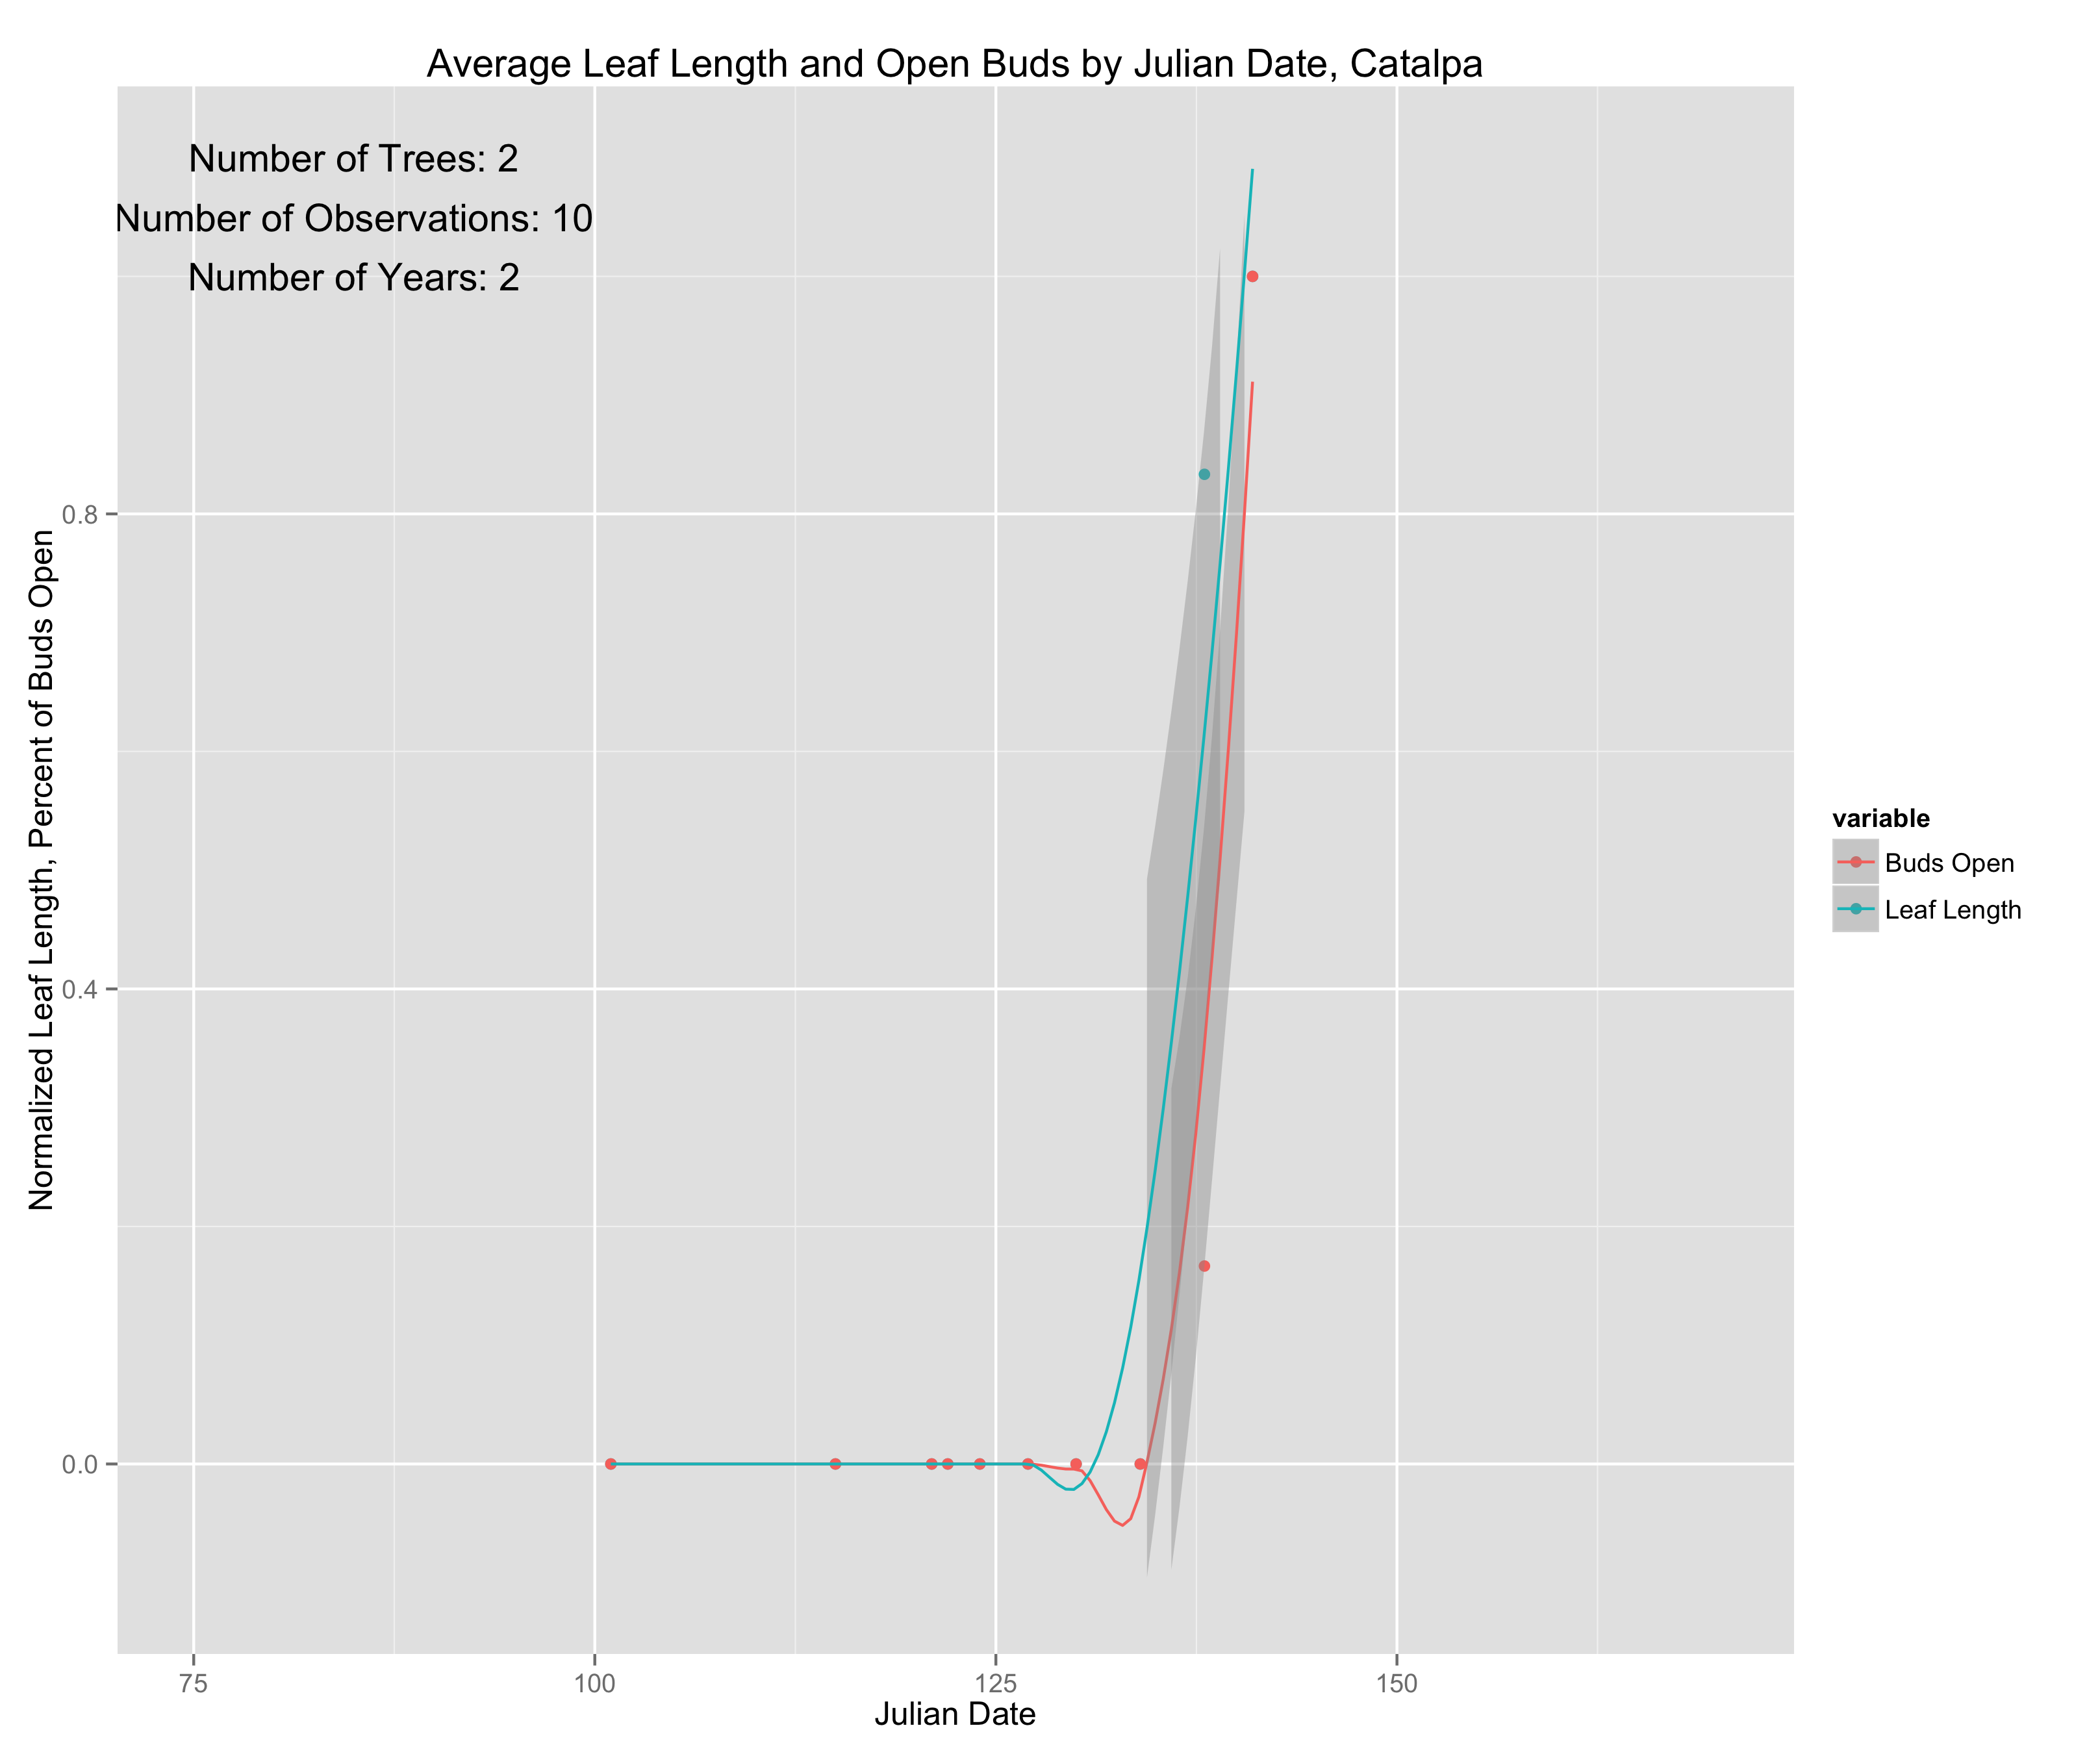 Average Leaf Length and Open Buds by Julian Date, Catalpa
Number of Trees: 2
Number of Observations: 10
Number of Years: 2
Normalized Leaf Length, Percent of Buds Open
0.8
0.4
0.0
75
100
125
150
Julian Date
variable
Buds Open
Leaf Length